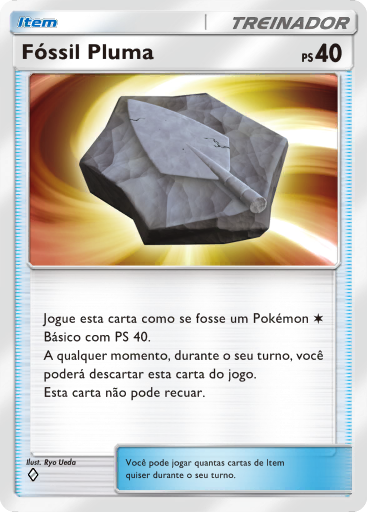 Item
TREINADOR
Fóssil Pluma
PS 40
Jogue esta carta como se fosse um Pokémon
Básico com PS 40.
A qualquer momento, durante o seu turno, você
poderá descartar esta carta do jogo.
Esta carta não pode recuar.
Ilust. Ryo Ueda
Você pode jogar quantas cartas de Item
quiser durante o seu turno.